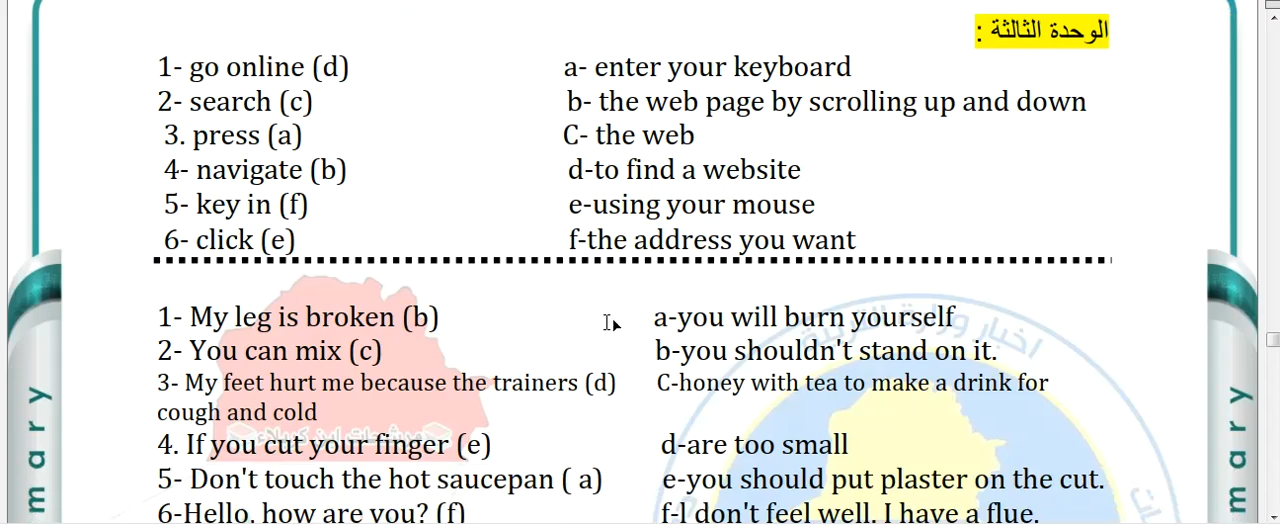 الوحدة الثالثة :
1- go online (d) a- enter your keyboard
2- search (c) b- the web page by scrolling up and down
3. press (a) C- the web
4- navigate (b) d-to find a website
5- key in (f) e-using your mouse
6- click (e) f-the address you want
1- My leg is broken (b) a-you will burn yourself
2- You can mix (c) b-you shouldn't stand on it.
3- My feet hurt me because the trainers (d) C-honey with tea to make a drink for
cough and cold
4. If you cut your finger (e) d-are too small
5- Don't touch the hot saucepan ( a) e-you should put plaster on the cut.
6-Hello, how are you? (f) f-I don't feel well. I have a flue.
اخبار وزارة التربية
mary
mary